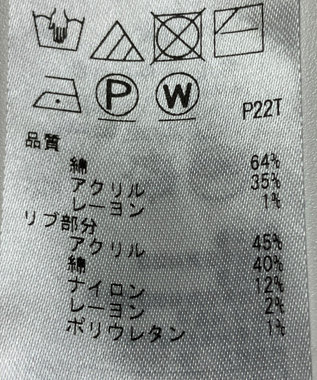 P W
P22T
品質
綿 64%
アクリル 35%
レーヨン 1%
リブ部分
アクリル 45%
綿 40%
ナイロン 12%
レーヨン 2%
ポリウレタン 1%